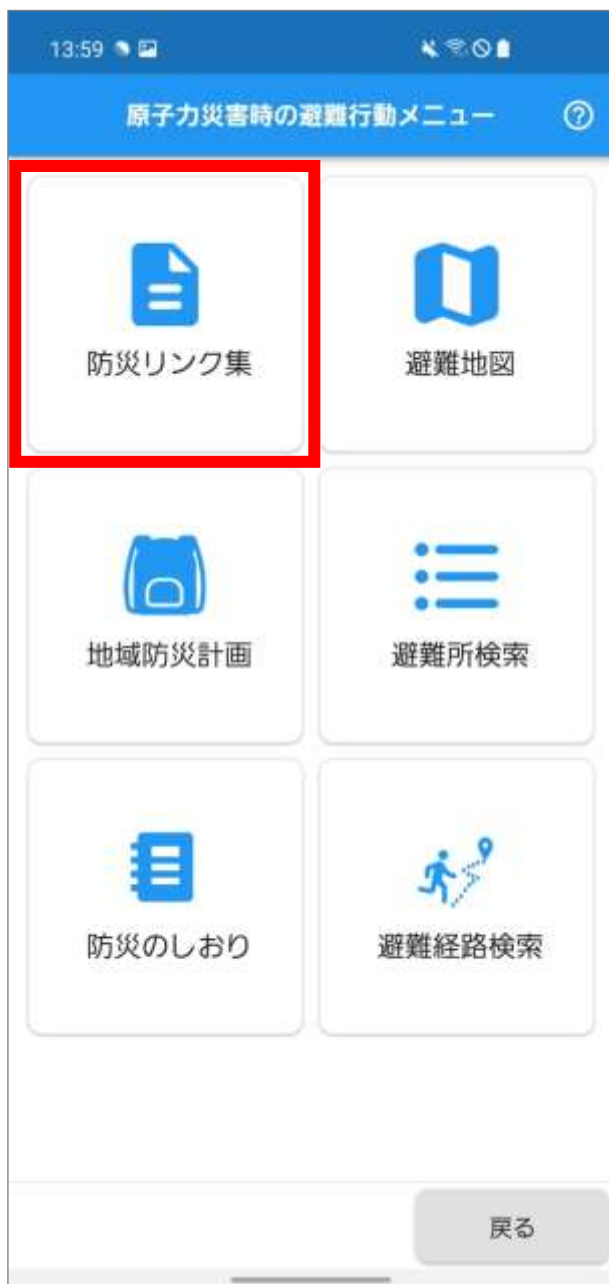 13:59
原子力災害時の避難行動メニュー
防災リンク集
避難地図
地域防災計画
避難所検索
防災のしおり
避難経路検索
戻る